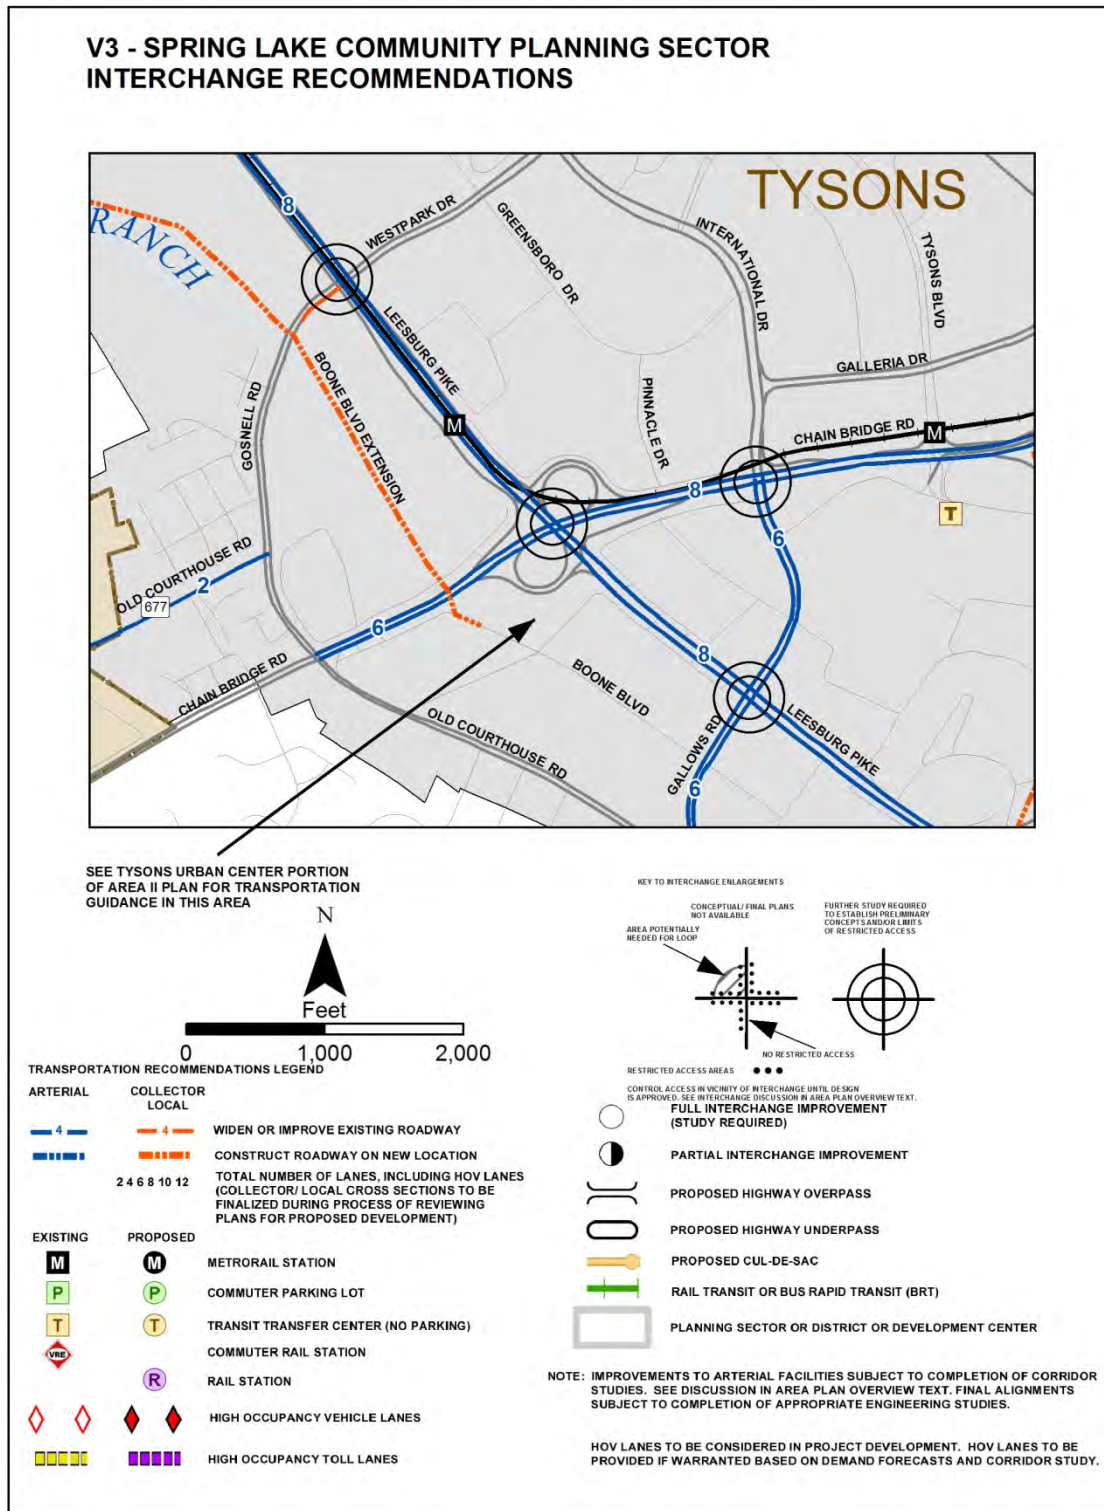 V3 - SPRING LAKE COMMUNITY PLANNING SECTOR
INTERCHANGE RECOMMENDATIONS
TYSONS
RANCH
8
WESTPARK DR
GREENSBORO DR
INTERNATIONAL DR
TYSONS BLVD
LEESBURG PIKE
GALLERIA DR
BOONE BLVD EXTENSION
GOSNELL RD
PINNACLE DR
M
CHAIN BRIDGE RD
M
8
T
6
OLD COURTHOUSE RD
2
677
6
CHAIN BRIDGE RD
8
BOONE BLVD
OLD COURTHOUSE RD
GALLOWS RD
LEESBURG PIKE
6
SEE TYSONS URBAN CENTER PORTION
OF AREA II PLAN FOR TRANSPORTATION
GUIDANCE IN THIS AREA
N
Feet
0 1,000 2,000
KEY TO INTERCHANGE ENLARGEMENTS
CONCEPTUAL/ FINAL PLANS
NOT AVAILABLE
AREA POTENTIALLY
NEEDED FOR LOOP
FURTHER STUDY REQUIRED
TO ESTABLISH PRELIMINARY
CONCEPTS AND/OR LIMITS
OF RESTRICTED ACCESS
NO RESTRICTED ACCESS
RESTRICTED ACCESS AREAS
CONTROL ACCESS IN VICINITY OF INTERCHANGE UNTIL DESIGN
IS APPROVED. SEE INTERCHANGE DISCUSSION IN AREA PLAN OVERVIEW TEXT.
TRANSPORTATION RECOMMENDATIONS LEGEND
ARTERIAL
COLLECTOR
LOCAL
4 4 WIDEN OR IMPROVE EXISTING ROADWAY
CONSTRUCT ROADWAY ON NEW LOCATION
2 4 6 8 10 12 TOTAL NUMBER OF LANES, INCLUDING HOV LANES
(COLLECTOR/ LOCAL CROSS SECTIONS TO BE
FINALIZED DURING PROCESS OF REVIEWING
PLANS FOR PROPOSED DEVELOPMENT)
EXISTING PROPOSED
M M METRORAIL STATION
P P COMMUTER PARKING LOT
T T TRANSIT TRANSFER CENTER (NO PARKING)
VRE COMMUTER RAIL STATION
R RAIL STATION
HIGH OCCUPANCY VEHICLE LANES
HIGH OCCUPANCY TOLL LANES
FULL INTERCHANGE IMPROVEMENT
(STUDY REQUIRED)
PARTIAL INTERCHANGE IMPROVEMENT
PROPOSED HIGHWAY OVERPASS
PROPOSED HIGHWAY UNDERPASS
PROPOSED CUL-DE-SAC
RAIL TRANSIT OR BUS RAPID TRANSIT (BRT)
PLANNING SECTOR OR DISTRICT OR DEVELOPMENT CENTER
NOTE: IMPROVEMENTS TO ARTERIAL FACILITIES SUBJECT TO COMPLETION OF CORRIDOR
STUDIES. SEE DISCUSSION IN AREA PLAN OVERVIEW TEXT. FINAL ALIGNMENTS
SUBJECT TO COMPLETION OF APPROPRIATE ENGINEERING STUDIES.
HOV LANES TO BE CONSIDERED IN PROJECT DEVELOPMENT. HOV LANES TO BE
PROVIDED IF WARRANTED BASED ON DEMAND FORECASTS AND CORRIDOR STUDY.